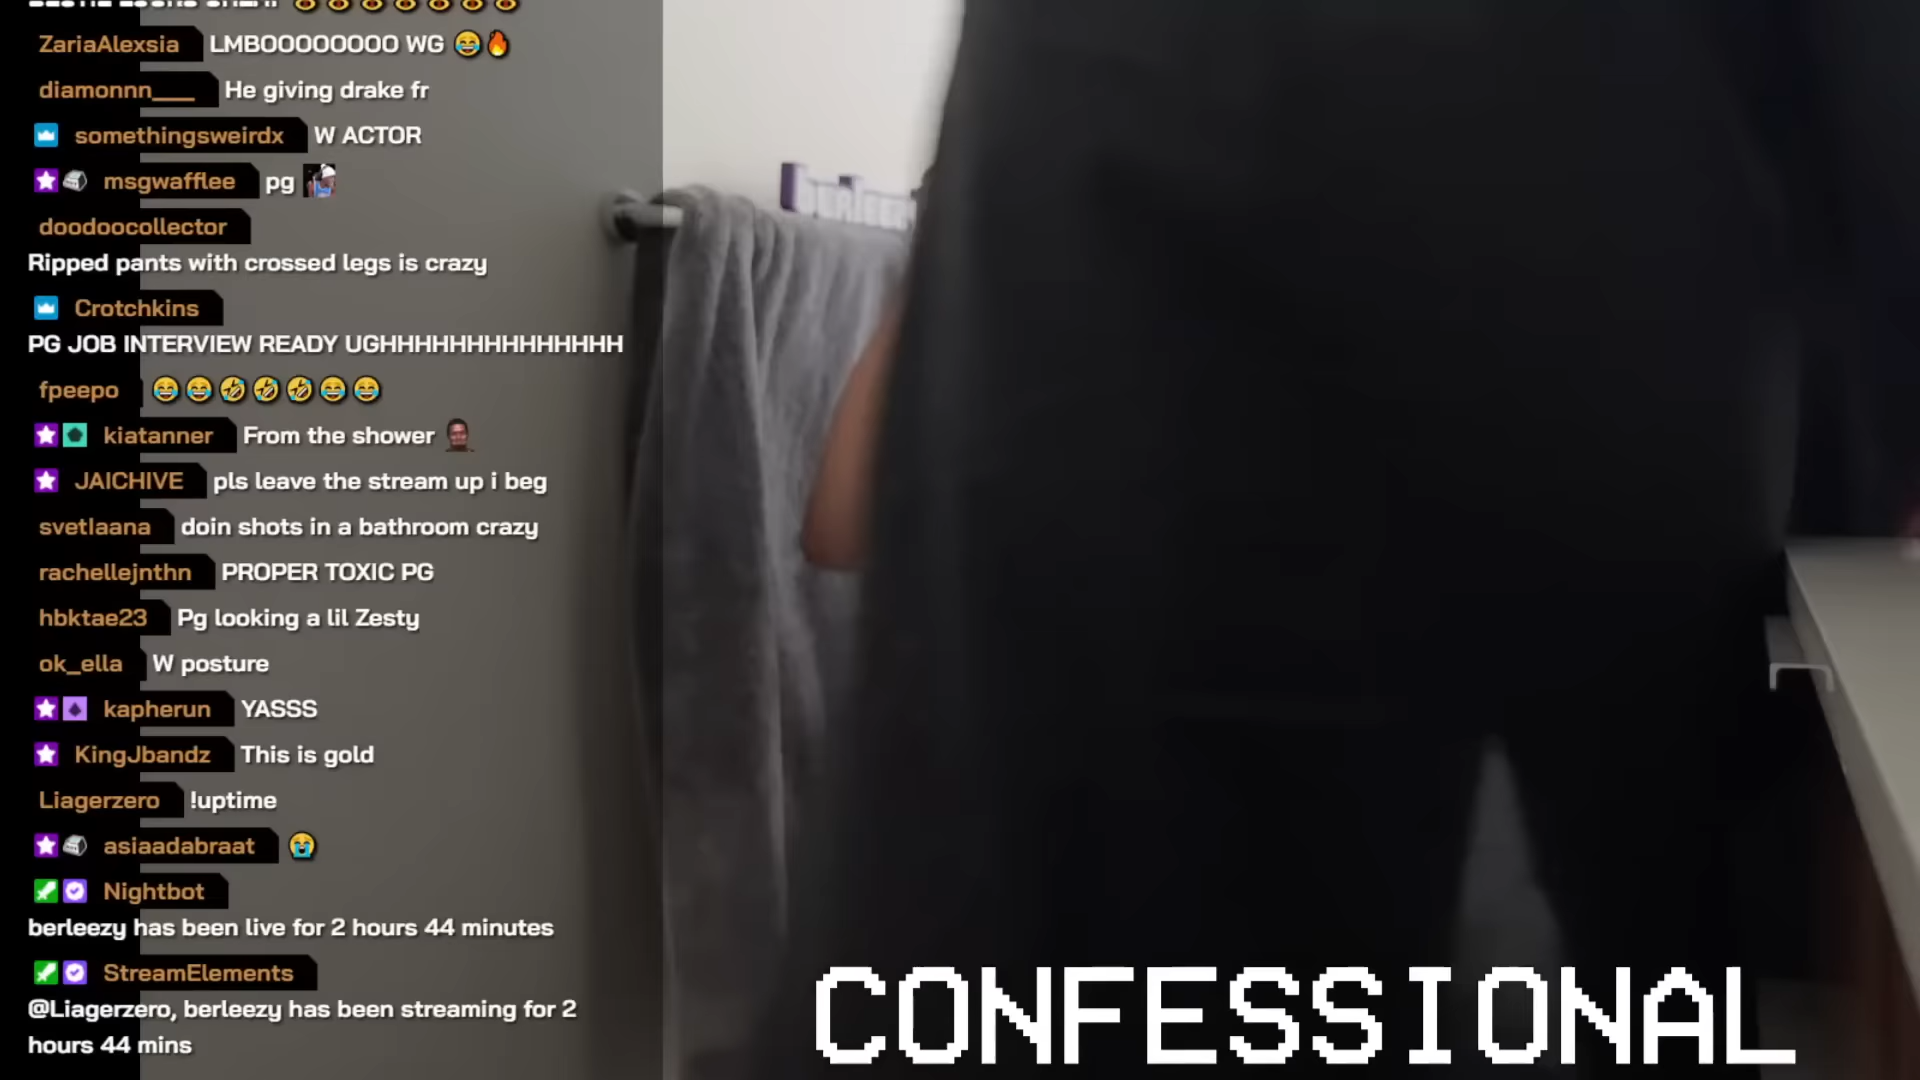 ZariaAlexsia LMBOOOOOOOO WG 😂🔥
diamonnn___ He giving drake fr
somethingsweirdx W ACTOR
msgwafflee pg
doodoocollector
Ripped pants with crossed legs is crazy
Crotchkins
PG JOB INTERVIEW READY UGHHHHHHHHHHHHHH
fpeepo 😂😂🤣🤣🤣😂😂
kiatanner From the shower
JAICHIVE pls leave the stream up i beg
svetlaana doin shots in a bathroom crazy
rachellejnthn PROPER TOXIC PG
hbktae23 Pg looking a lil Zesty
ok_ella W posture
kapherun YASSS
KingJbandz This is gold
Liagerzero !uptime
asiaadabraat 😭
Nightbot
berleezy has been live for 2 hours 44 minutes
StreamElements
@Liagerzero, berleezy has been streaming for 2
hours 44 mins
CONFESSIONAL